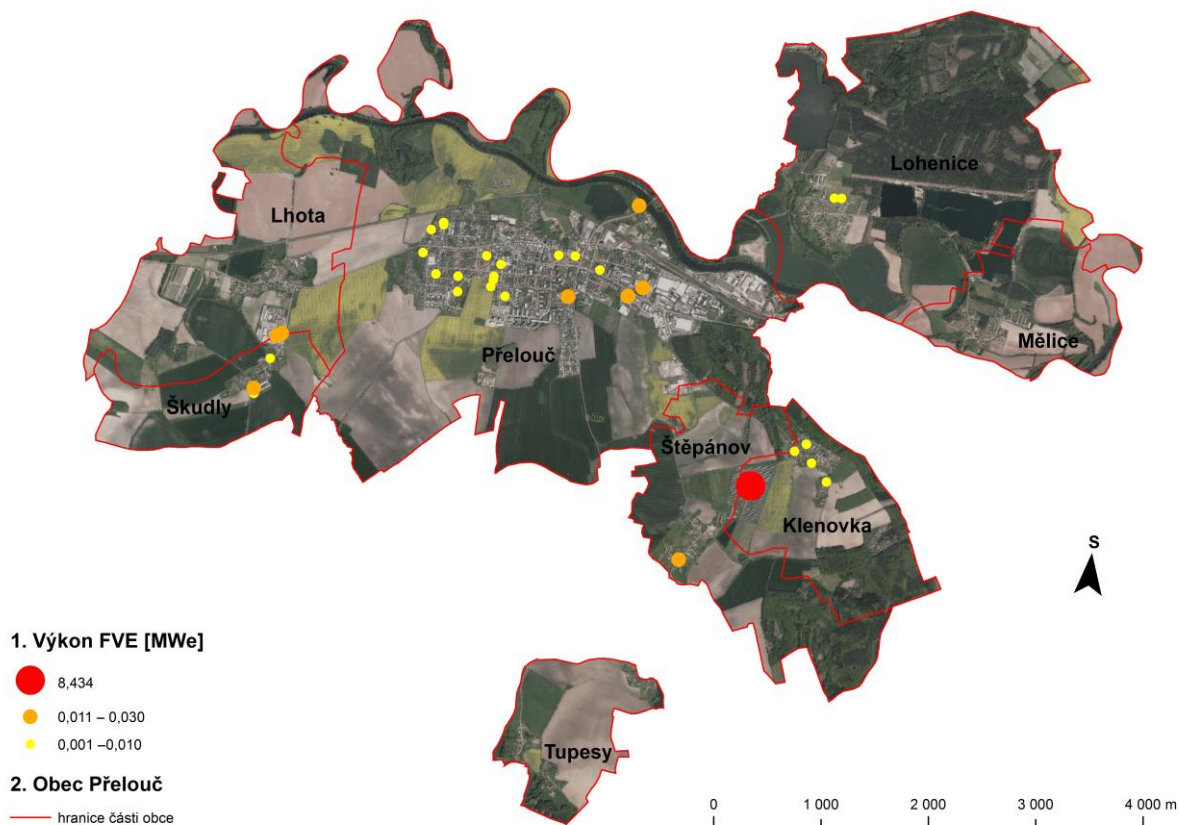 Lohenice
Lhota
Mělice
Přelouč
Škudly
Štěpánov
Klenovka
S
1. Výkon FVE [MWe]
8,434
0,011 – 0,030
0,001 –0,010
Tupesy
2. Obec Přelouč
hranice části obce
0 1 000 2 000 3 000 4 000 m